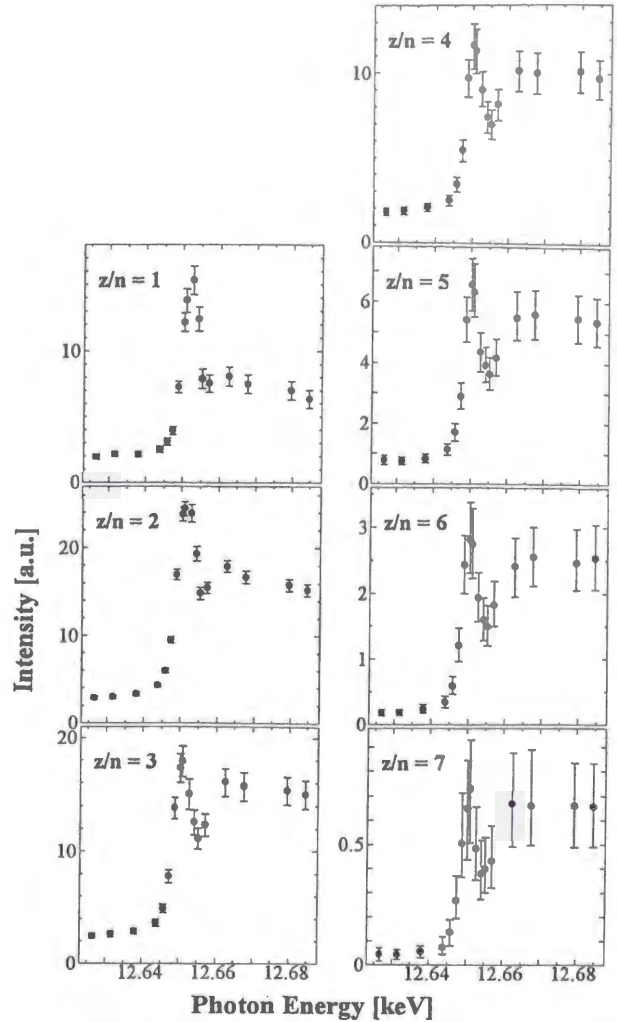 z/n = 4
10
0
z/n = 1
10
0
z/n = 5
6
4
2
0
z/n = 2
20
10
0
z/n = 6
3
2
1
0
z/n = 3
20
10
0
z/n = 7
0.5
0
12.64 12.66 12.68
12.64 12.66 12.68
Intensity [a.u.]
Photon Energy [keV]